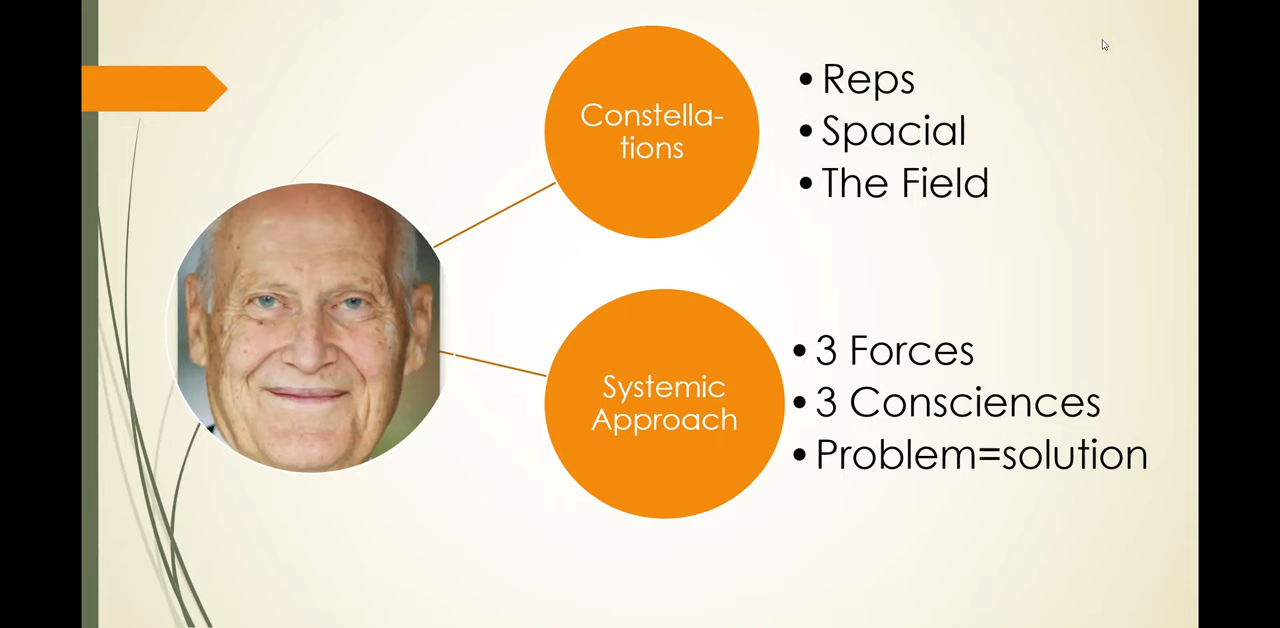 Constella-
tions
• Reps
• Spacial
• The Field
Systemic
Approach
• 3 Forces
• 3 Consciences
• Problem=solution